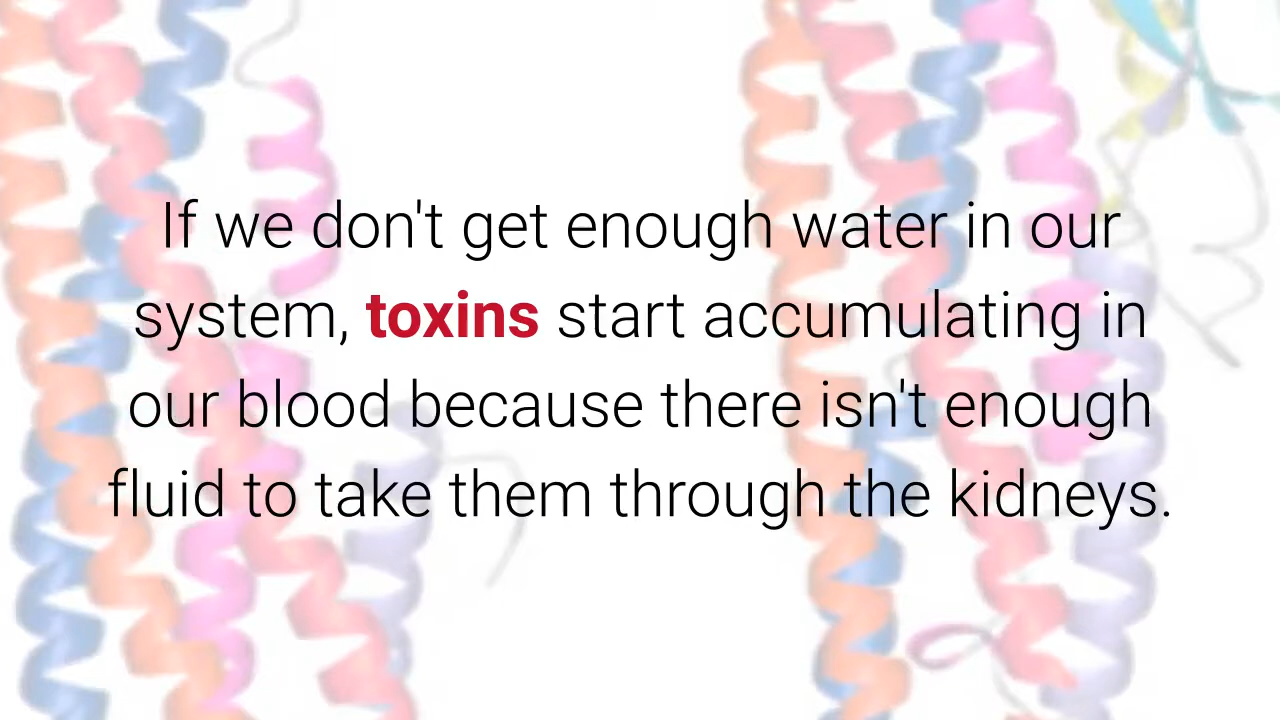 If we don't get enough water in our
system, toxins start accumulating in
our blood because there isn't enough
fluid to take them through the kidneys.